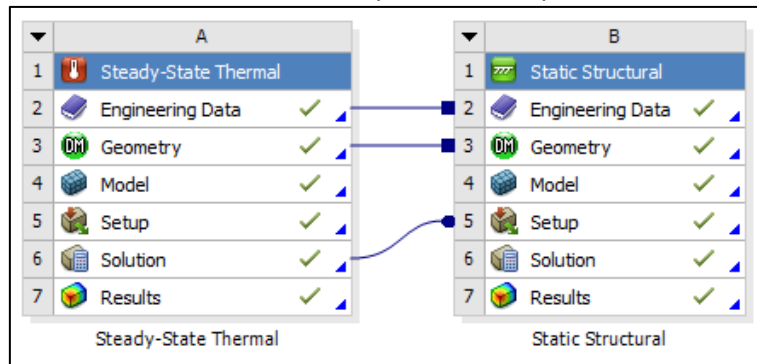 A
1 Steady-State Thermal
2 Engineering Data
3 DM Geometry
4 Model
5 Setup
6 Solution
7 Results
Steady-State Thermal
B
1 Static Structural
2 Engineering Data
3 DM Geometry
4 Model
5 Setup
6 Solution
7 Results
Static Structural